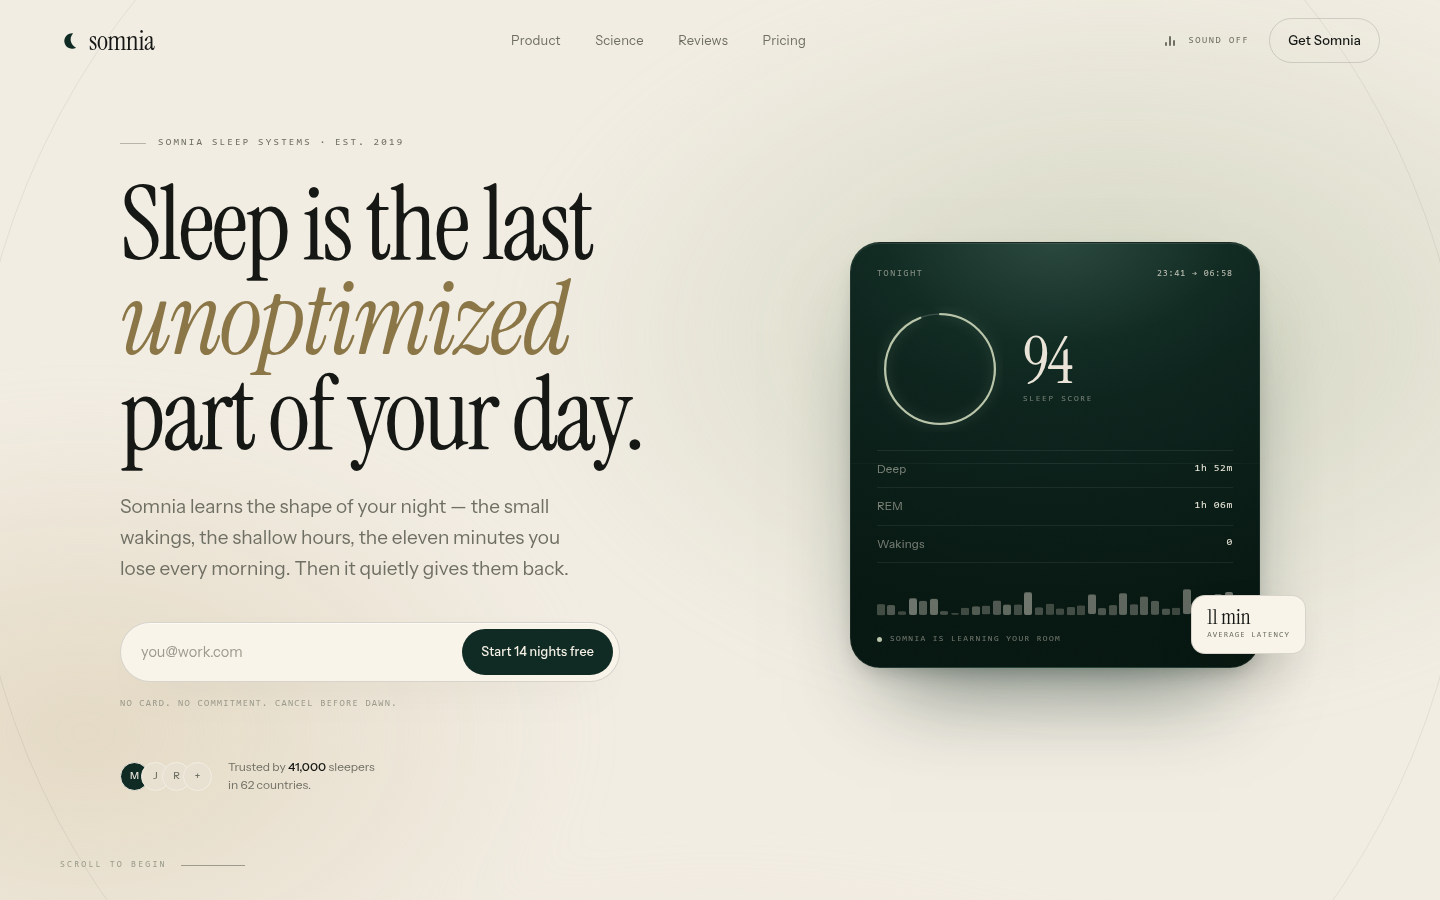 somnia
Product
Science
Reviews
Pricing
SOUND OFF
Get Somnia
SOMNIA SLEEP SYSTEMS · EST. 2019
Sleep is the last
unoptimized
part of your day.
Somnia learns the shape of your night — the small
wakings, the shallow hours, the eleven minutes you
lose every morning. Then it quietly gives them back.
you@work.com
Start 14 nights free
NO CARD. NO COMMITMENT. CANCEL BEFORE DAWN.
M J R +
Trusted by 41,000 sleepers
in 62 countries.
SCROLL TO BEGIN
TONIGHT
23:41 → 06:58
94
SLEEP SCORE
Deep 1h 52m
REM 1h 06m
Wakings 0
SOMNIA IS LEARNING YOUR ROOM
11 min
AVERAGE LATENCY